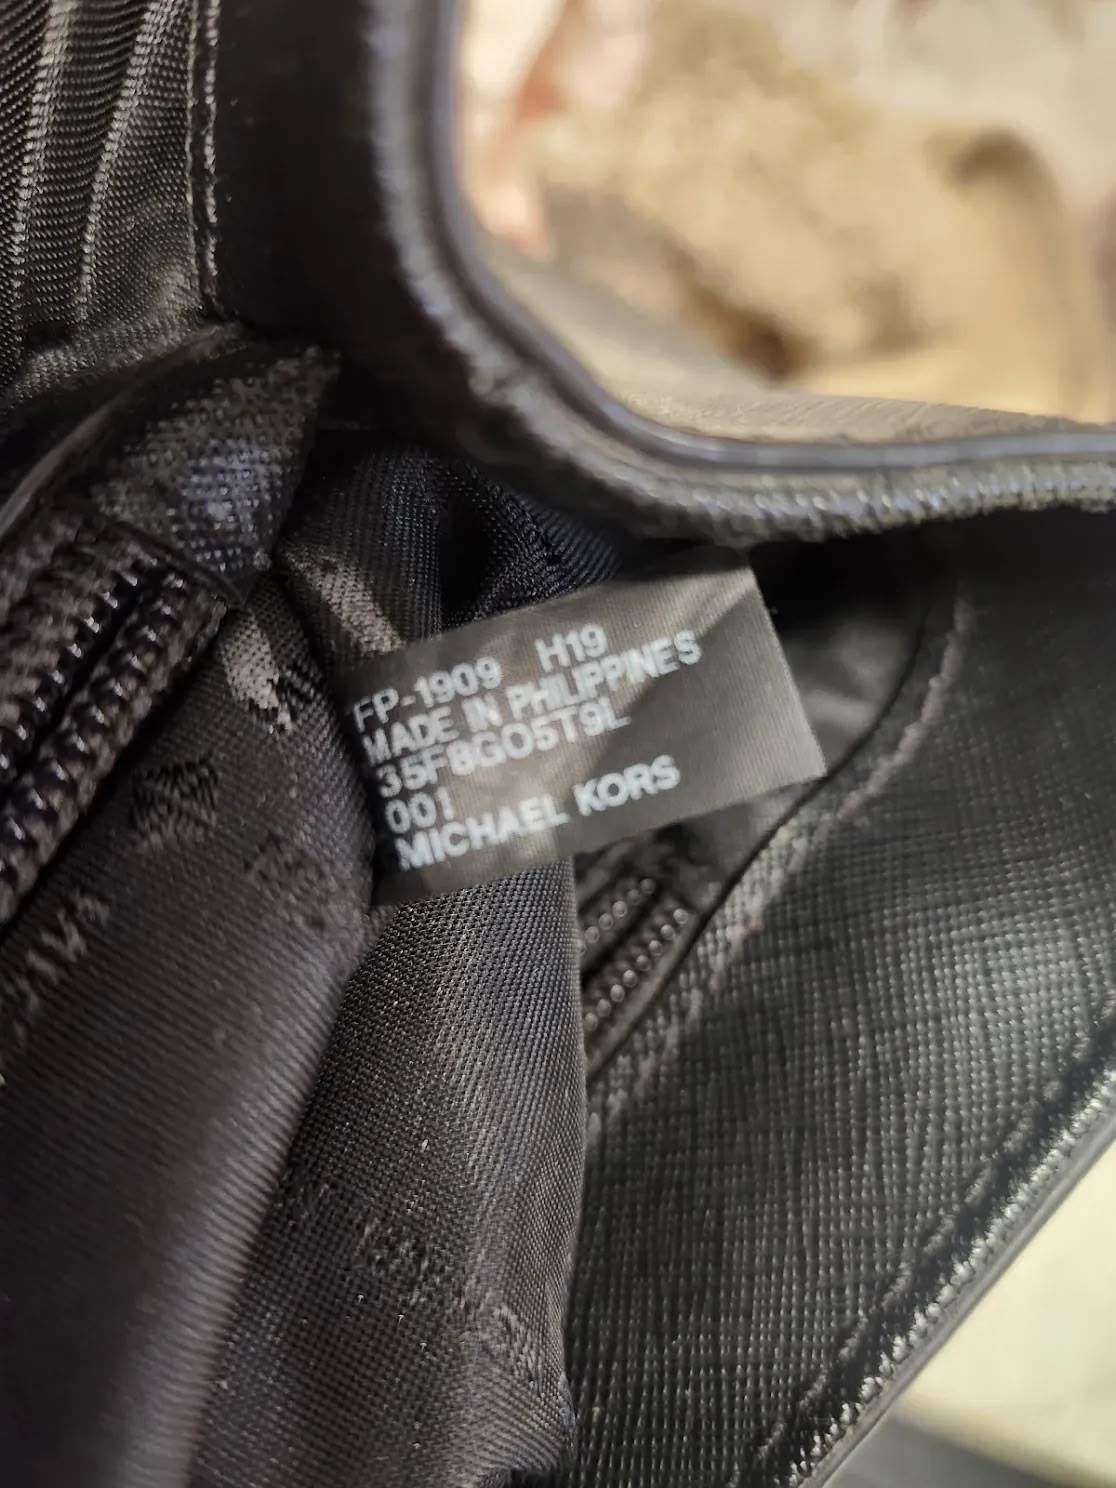 FP-1909 H19
MADE IN PHILIPPINES
35F8GO5T9L
001
MICHAEL KORS